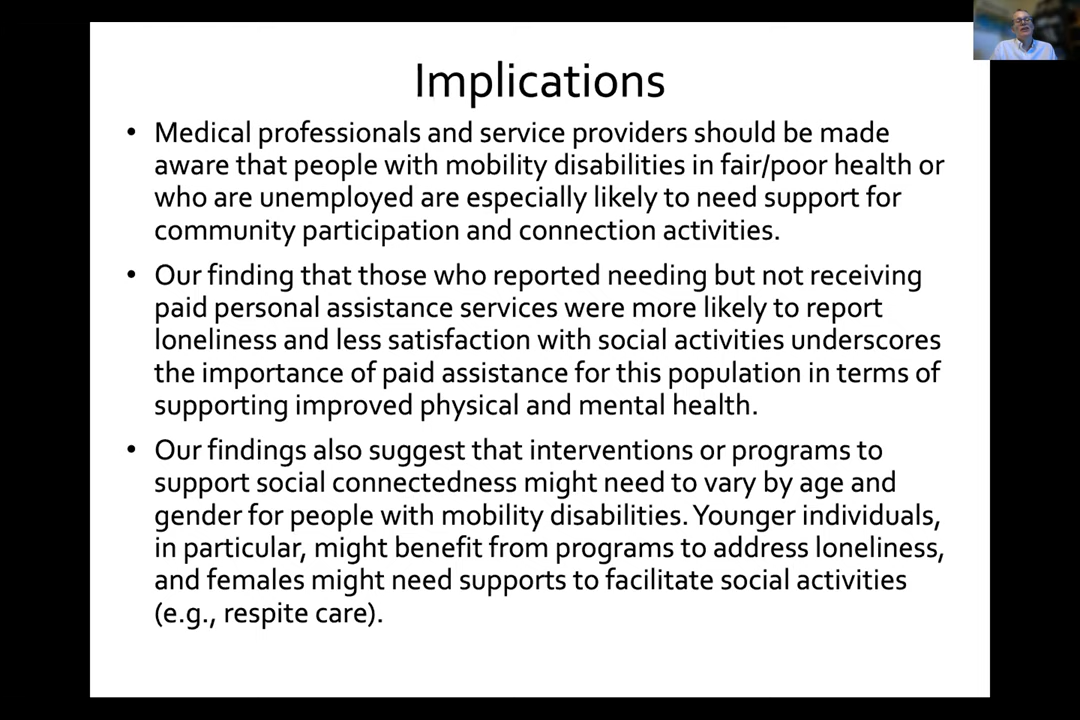 Implications
• Medical professionals and service providers should be made
aware that people with mobility disabilities in fair/poor health or
who are unemployed are especially likely to need support for
community participation and connection activities.
• Our finding that those who reported needing but not receiving
paid personal assistance services were more likely to report
loneliness and less satisfaction with social activities underscores
the importance of paid assistance for this population in terms of
supporting improved physical and mental health.
• Our findings also suggest that interventions or programs to
support social connectedness might need to vary by age and
gender for people with mobility disabilities. Younger individuals,
in particular, might benefit from programs to address loneliness,
and females might need supports to facilitate social activities
(e.g., respite care).